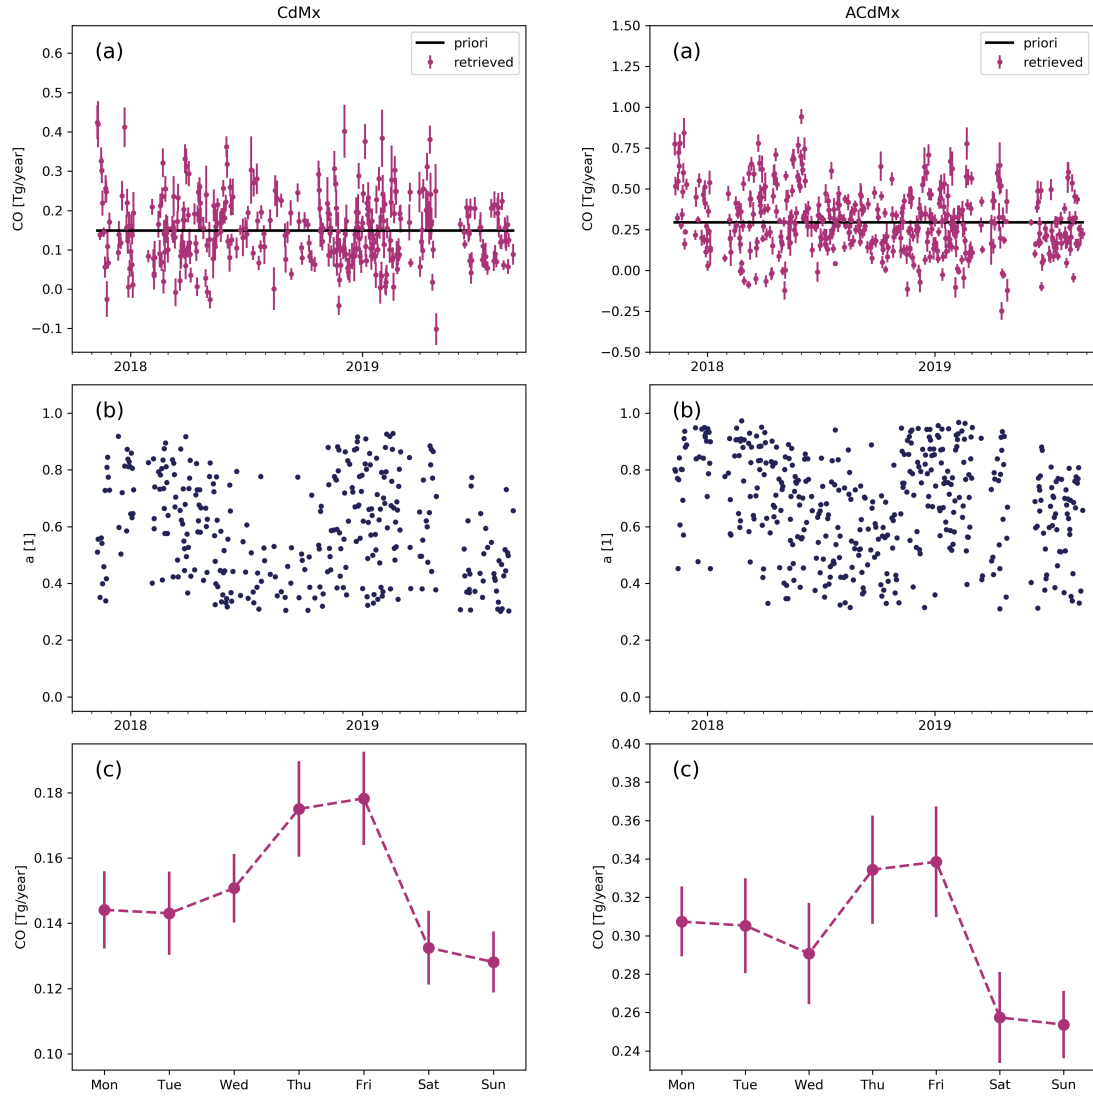 CdMx
(a)
priori
retrieved
CO [Tg/year]
0.6
0.5
0.4
0.3
0.2
0.1
0.0
−0.1
2018
2019
ACdMx
(a)
priori
retrieved
CO [Tg/year]
1.50
1.25
1.00
0.75
0.50
0.25
0.00
−0.25
−0.50
2018
2019
(b)
a [1]
1.0
0.8
0.6
0.4
0.2
0.0
2018
2019
(b)
a [1]
1.0
0.8
0.6
0.4
0.2
0.0
2018
2019
(c)
CO [Tg/year]
0.18
0.16
0.14
0.12
0.10
Mon Tue Wed Thu Fri Sat Sun
(c)
CO [Tg/year]
0.40
0.38
0.36
0.34
0.32
0.30
0.28
0.26
0.24
Mon Tue Wed Thu Fri Sat Sun